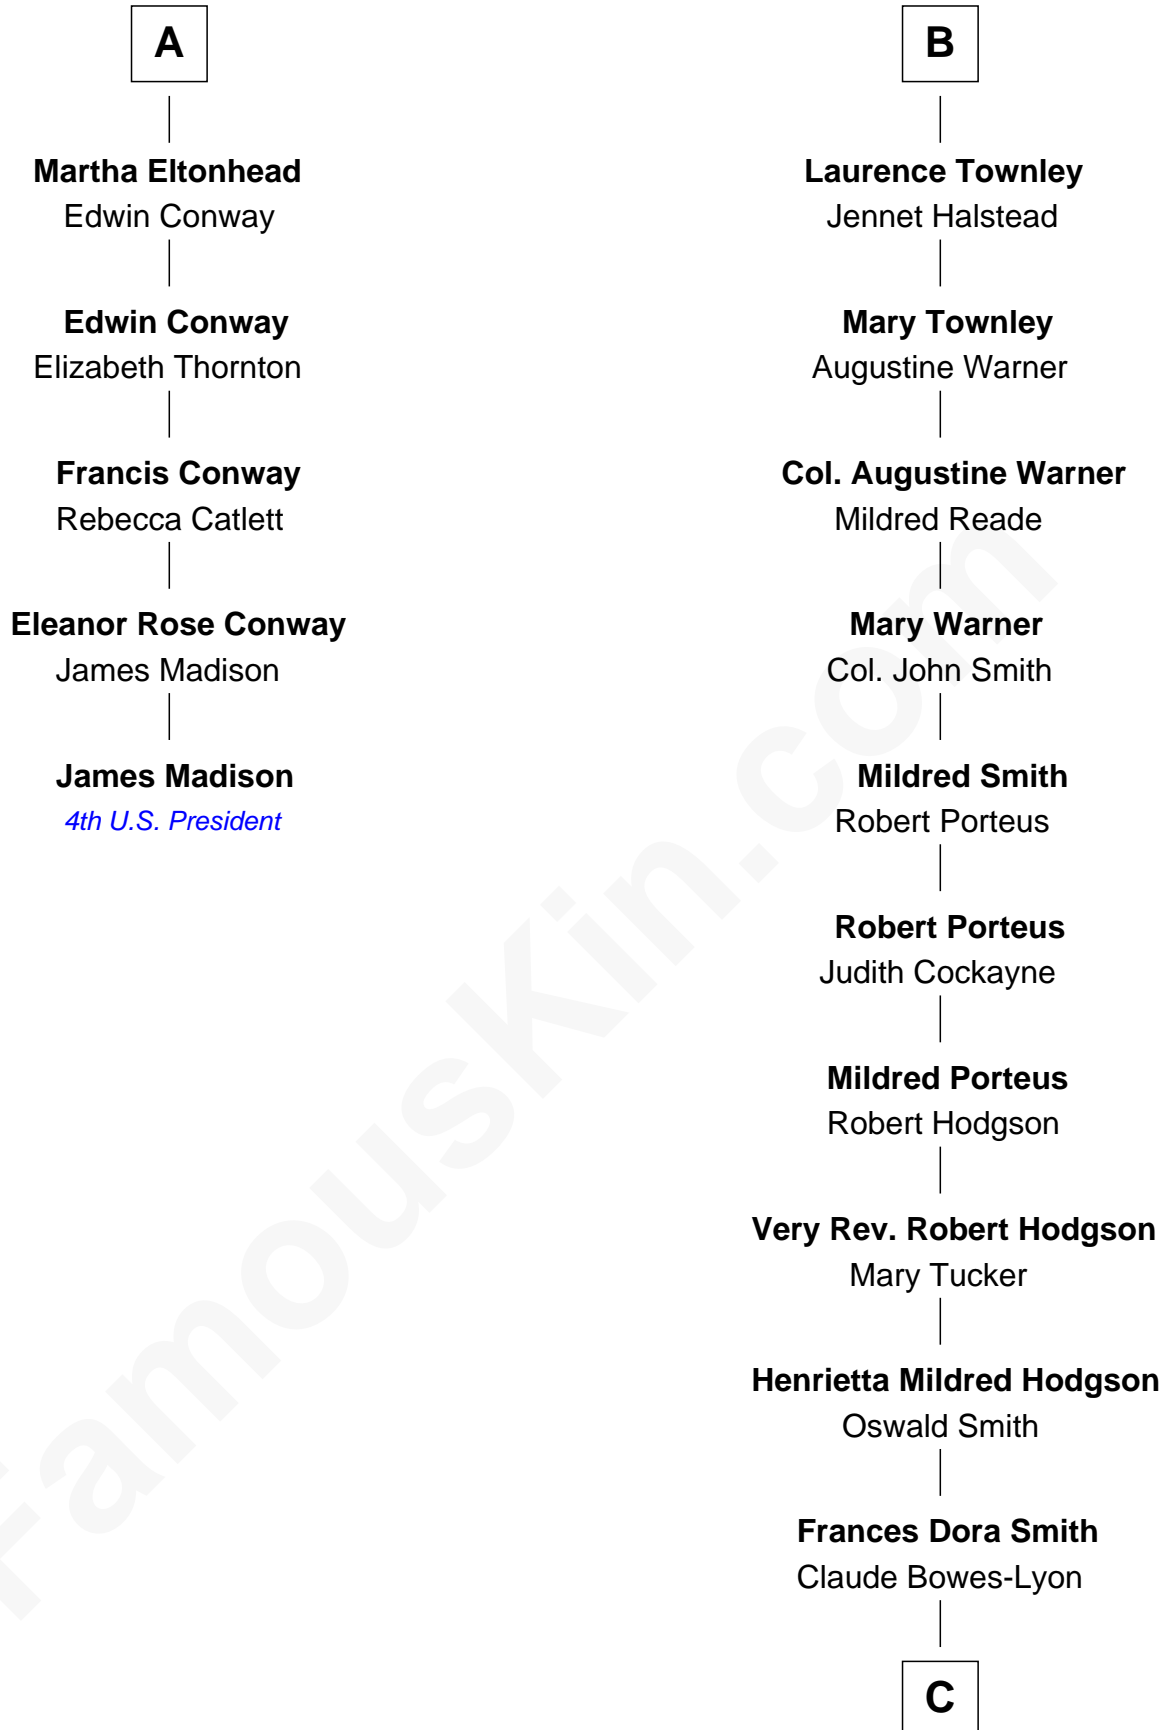 A
Martha Eltonhead
Edwin Conway
Edwin Conway
Elizabeth Thornton
Francis Conway
Rebecca Catlett
Eleanor Rose Conway
James Madison
James Madison
4th U.S. President
B
Laurence Townley
Jennet Halstead
Mary Townley
Augustine Warner
Col. Augustine Warner
Mildred Reade
Mary Warner
Col. John Smith
Mildred Smith
Robert Porteus
Robert Porteus
Judith Cockayne
Mildred Porteus
Robert Hodgson
Very Rev. Robert Hodgson
Mary Tucker
Henrietta Mildred Hodgson
Oswald Smith
Frances Dora Smith
Claude Bowes-Lyon
C
FamousKin.com